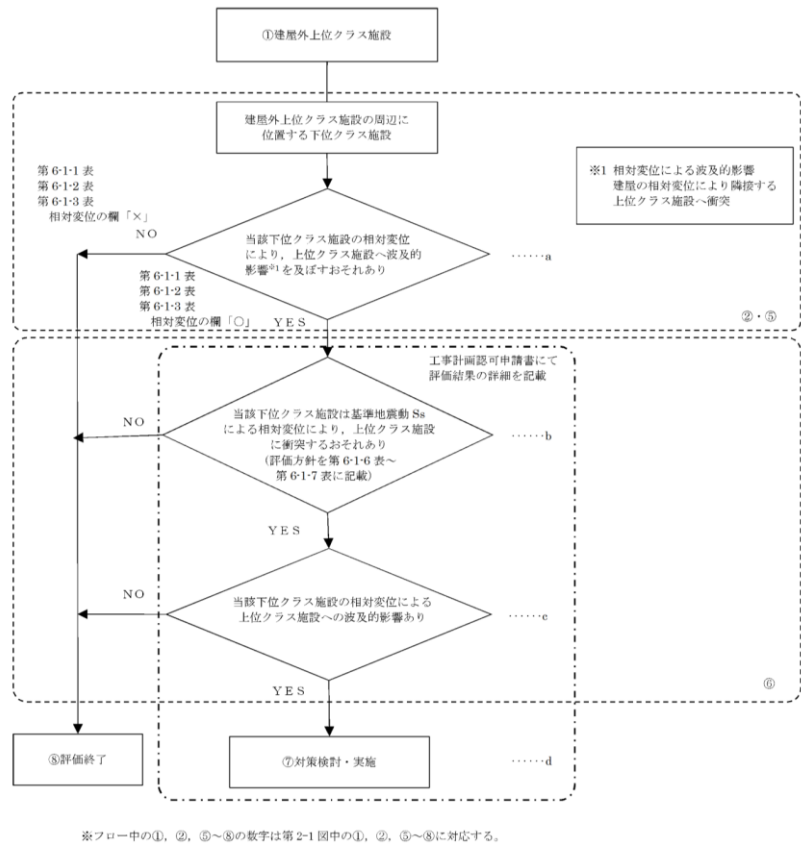 ①建屋外上位クラス施設
建屋外上位クラス施設の周辺に
位置する下位クラス施設
第 6-1-1 表
第 6-1-2 表
第 6-1-3 表
相対変位の欄「×」
※1 相対変位による波及的影響
建屋の相対変位により隣接する
上位クラス施設へ衝突
NO
当該下位クラス施設の相対変位
により，上位クラス施設へ波及的
影響※1を及ぼすおそれあり
……a
第 6-1-1 表
第 6-1-2 表
第 6-1-3 表
相対変位の欄「○」
YES
②・⑤
工事計画認可申請書にて
評価結果の詳細を記載
NO
当該下位クラス施設は基準地震動 Ss
による相対変位により，上位クラス施設
に衝突するおそれあり
(評価方針を第 6-1-6 表～
第 6-1-7 表に記載)
……b
YES
NO
当該下位クラス施設の相対変位による
上位クラス施設への波及的影響あり
……c
YES
⑥
⑧評価終了
⑦対策検討・実施
……d
※フロー中の①，②，⑤～⑧の数字は第 2-1 図中の①，②，⑤～⑧に対応する。